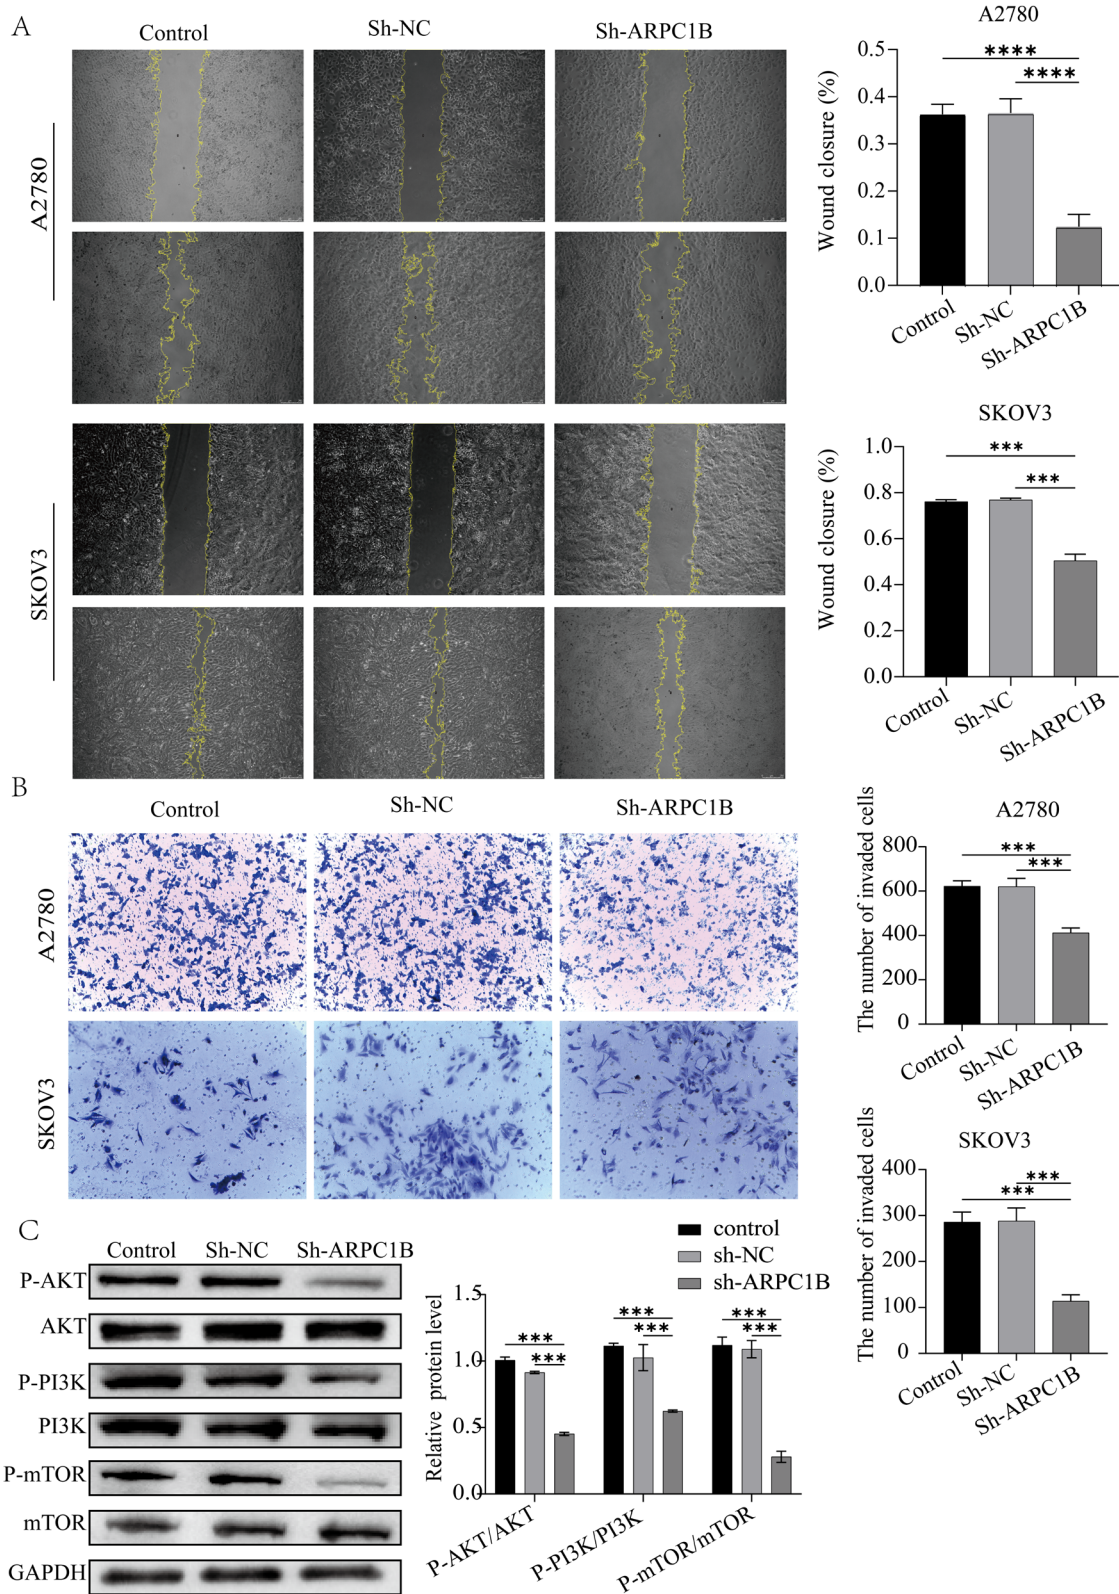 A
Control
Sh-NC
Sh-ARPC1B
A2780
SKOV3
A2780
Wound closure (%)
0.5
0.4
0.3
0.2
0.1
0.0
****
****
Control
Sh-NC
Sh-ARPC1B
SKOV3
Wound closure (%)
1.0
0.8
0.6
0.4
0.2
0.0
***
***
Control
Sh-NC
Sh-ARPC1B
B
Control
Sh-NC
Sh-ARPC1B
A2780
SKOV3
A2780
The number of invaded cells
800
600
400
200
0
***
***
Control
Sh-NC
Sh-ARPC1B
SKOV3
The number of invaded cells
400
300
200
100
0
***
***
Control
Sh-NC
Sh-ARPC1B
C
Control
Sh-NC
Sh-ARPC1B
P-AKT
AKT
P-PI3K
PI3K
P-mTOR
mTOR
GAPDH
control
sh-NC
sh-ARPC1B
Relative protein level
1.5
1.0
0.5
0.0
***
***
***
***
***
***
P-AKT/AKT
P-PI3K/PI3K
P-mTOR/mTOR